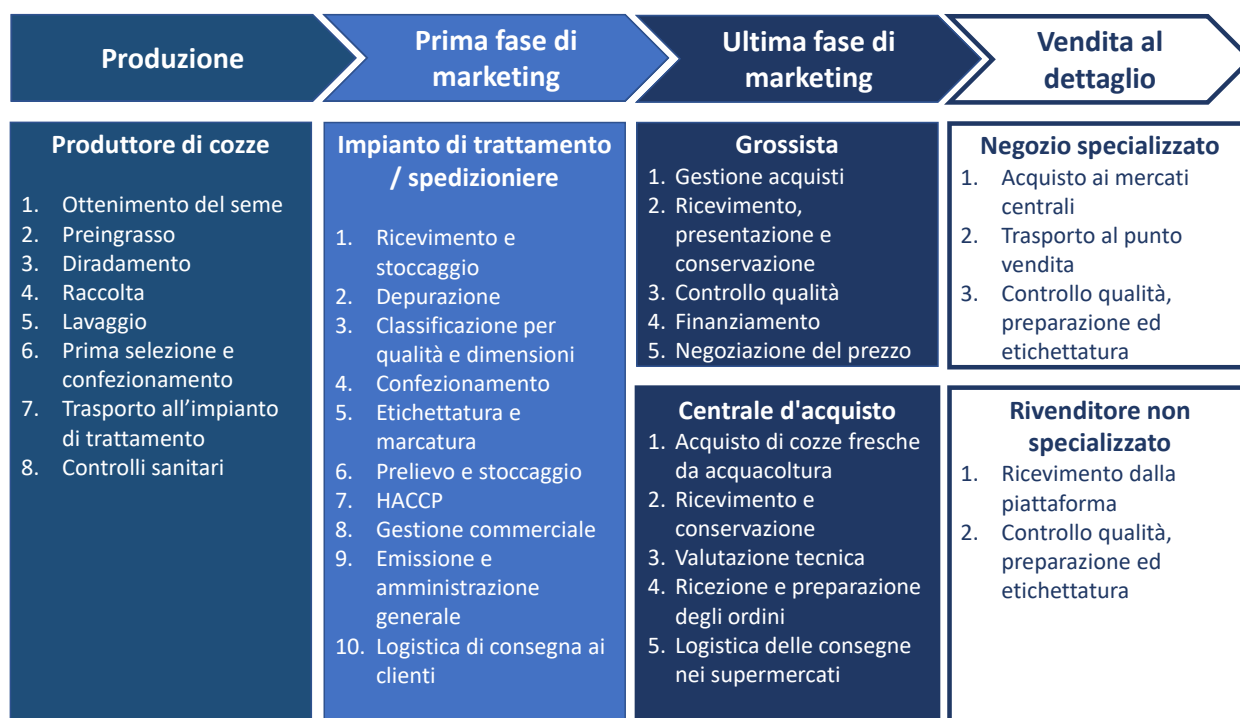 Produzione
Prima fase di
marketing
Ultima fase di
marketing
Vendita al
dettaglio
Produttore di cozze
1. Ottenimento del seme
2. Preingrasso
3. Diradamento
4. Raccolta
5. Lavaggio
6. Prima selezione e
confezionamento
7. Trasporto all’impianto
di trattamento
8. Controlli sanitari
Impianto di trattamento
/ spedizioniere
1. Ricevimento e
stoccaggio
2. Depurazione
3. Classificazione per
qualità e dimensioni
4. Confezionamento
5. Etichettatura e
marcatura
6. Prelievo e stoccaggio
7. HACCP
8. Gestione commerciale
9. Emissione e
amministrazione
generale
10. Logistica di consegna ai
clienti
Grossista
1. Gestione acquisti
2. Ricevimento,
presentazione e
conservazione
3. Controllo qualità
4. Finanziamento
5. Negoziazione del prezzo
Centrale d'acquisto
1. Acquisto di cozze fresche
da acquacoltura
2. Ricevimento e
conservazione
3. Valutazione tecnica
4. Ricezione e preparazione
degli ordini
5. Logistica delle consegne
nei supermercati
Negozio specializzato
1. Acquisto ai mercati
centrali
2. Trasporto al punto
vendita
3. Controllo qualità,
preparazione ed
etichettatura
Rivenditore non
specializzato
1. Ricevimento dalla
piattaforma
2. Controllo qualità,
preparazione ed
etichettatura